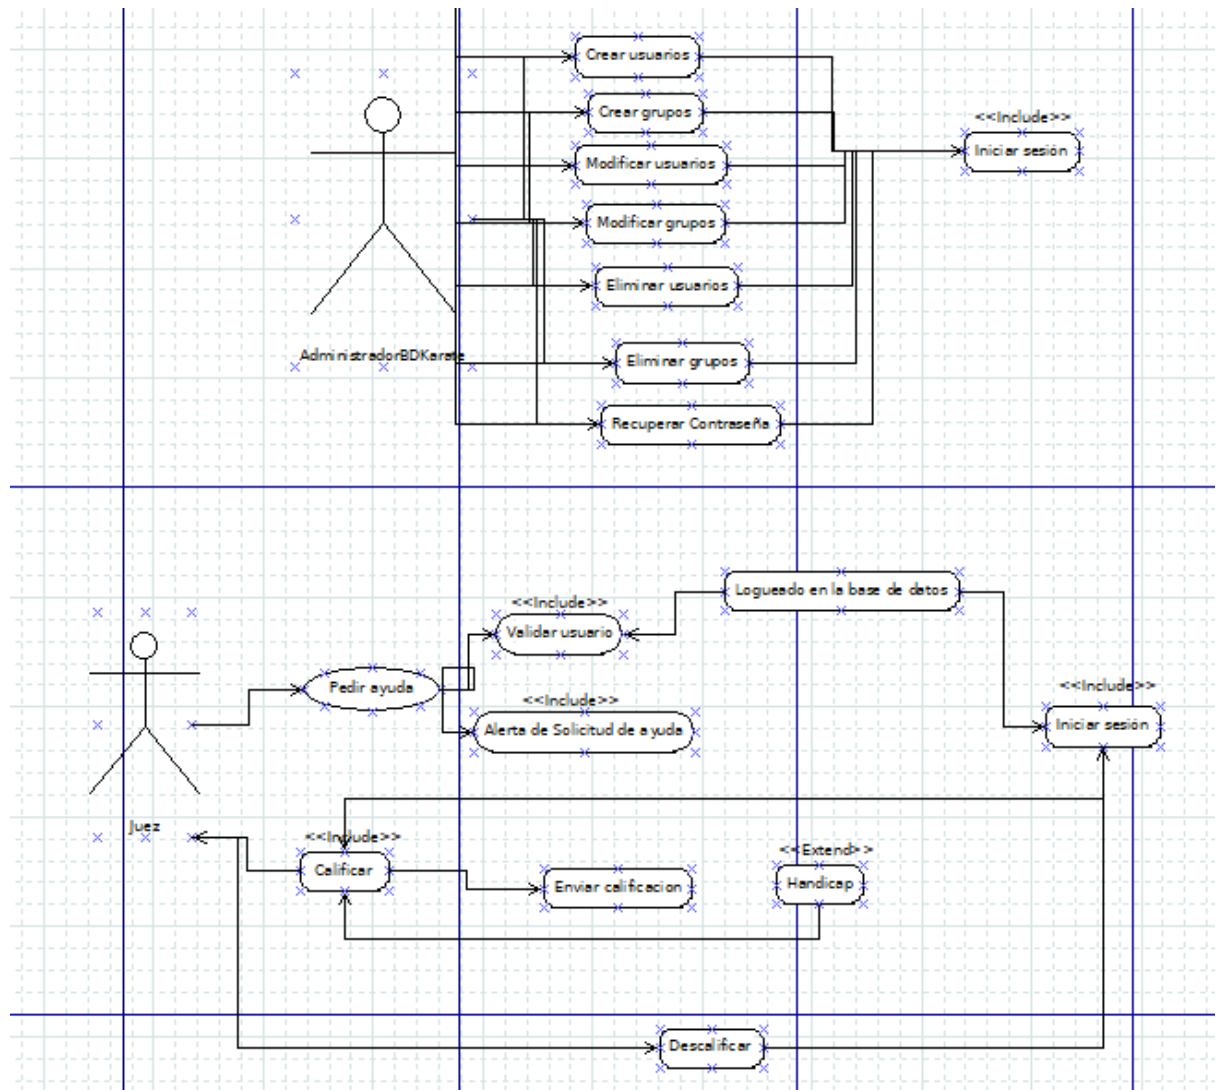 Crear usuarios
Crear grupos
<<Include>>
Iniciar sesión
Modificar usuarios
Modificar grupos
Eliminar usuarios
AdministradorBDKarate
Eliminar grupos
Recuperar Contraseña
Logueado en la base de datos
<<Include>>
Validar usuario
Pedir ayuda
<<Include>>
Alerta de Solicitud de ayuda
<<Include>>
Iniciar sesión
Juez
<<Include>>
Calificar
Enviar calificacion
<<Extend>>
Handicap
Descalificar